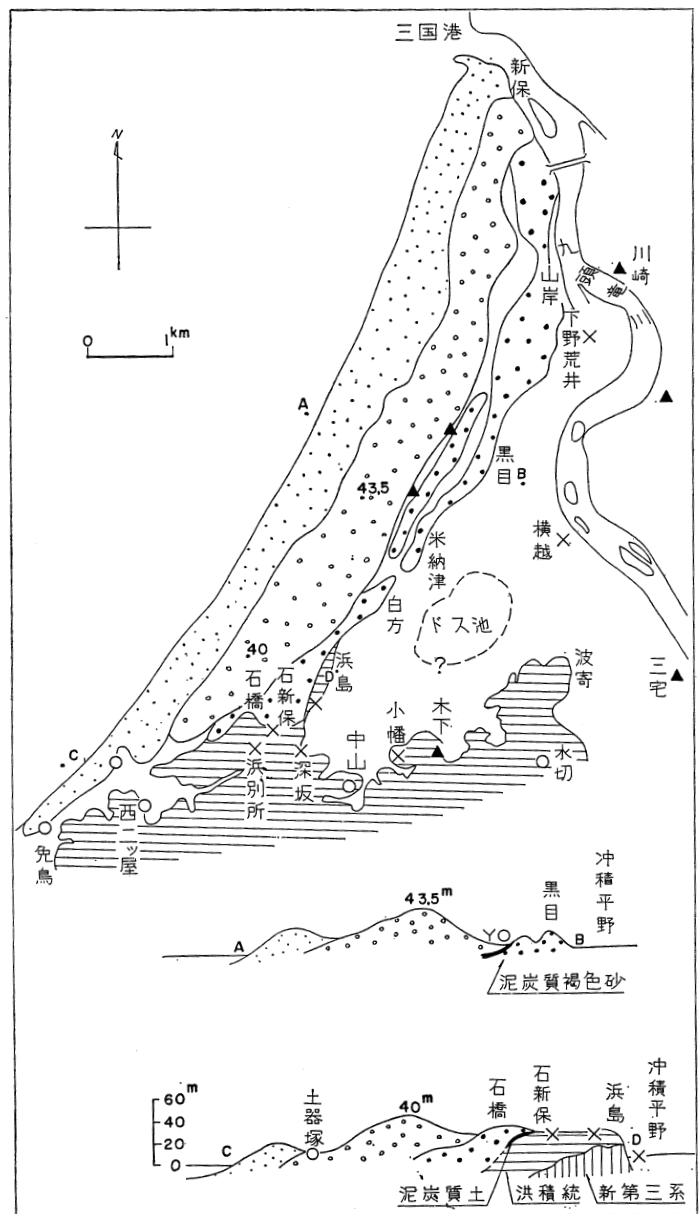 三国港
新保
N
0 1km
川崎
九頭竜
山岸
下野荒井
A
黒目
B
43.5
横越
米納津
白方
ドス池
?
40
石橋
石新保
浜島
D
波寄
三宅
小幡
木下
C
浜別所
深坂
中山
水切
西二ッ屋
免鳥
A
43.5m
Y
黒目
B
沖積平野
泥炭質褐色砂
60m
40
20
0
C
土器塚
40m
石橋
石新保
浜島
D
沖積平野
泥炭質土
洪積統
新第三系